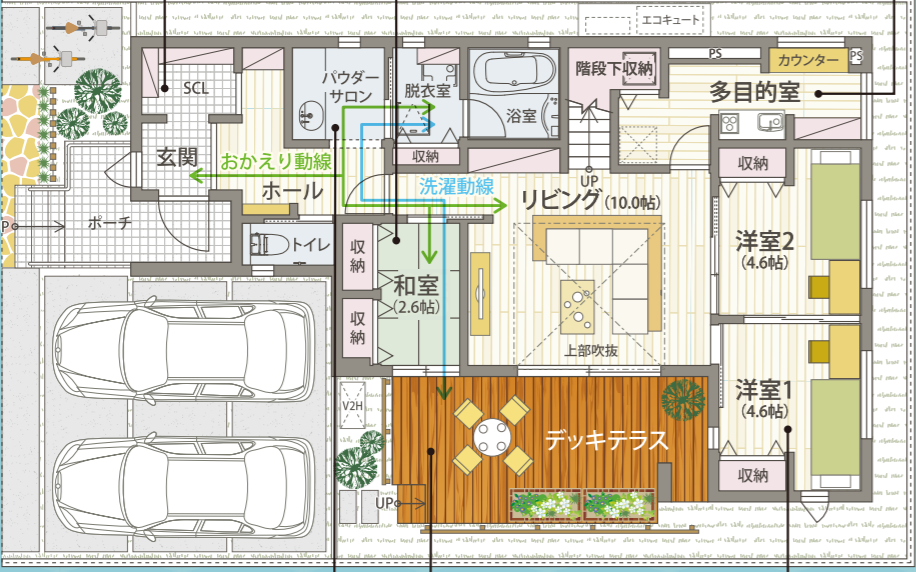 エコキュート
PS
カウンター
PS
階段下収納
SCL
パウダー
サロン
脱衣室
浴室
多目的室
玄関
おかえり動線
収納
収納
ホール
洗濯動線
UP
リビング(10.0帖)
ポーチ
トイレ
収納
和室
(2.6帖)
洋室2
(4.6帖)
収納
上部吹抜
V2H
洋室1
(4.6帖)
デッキテラス
収納
UP